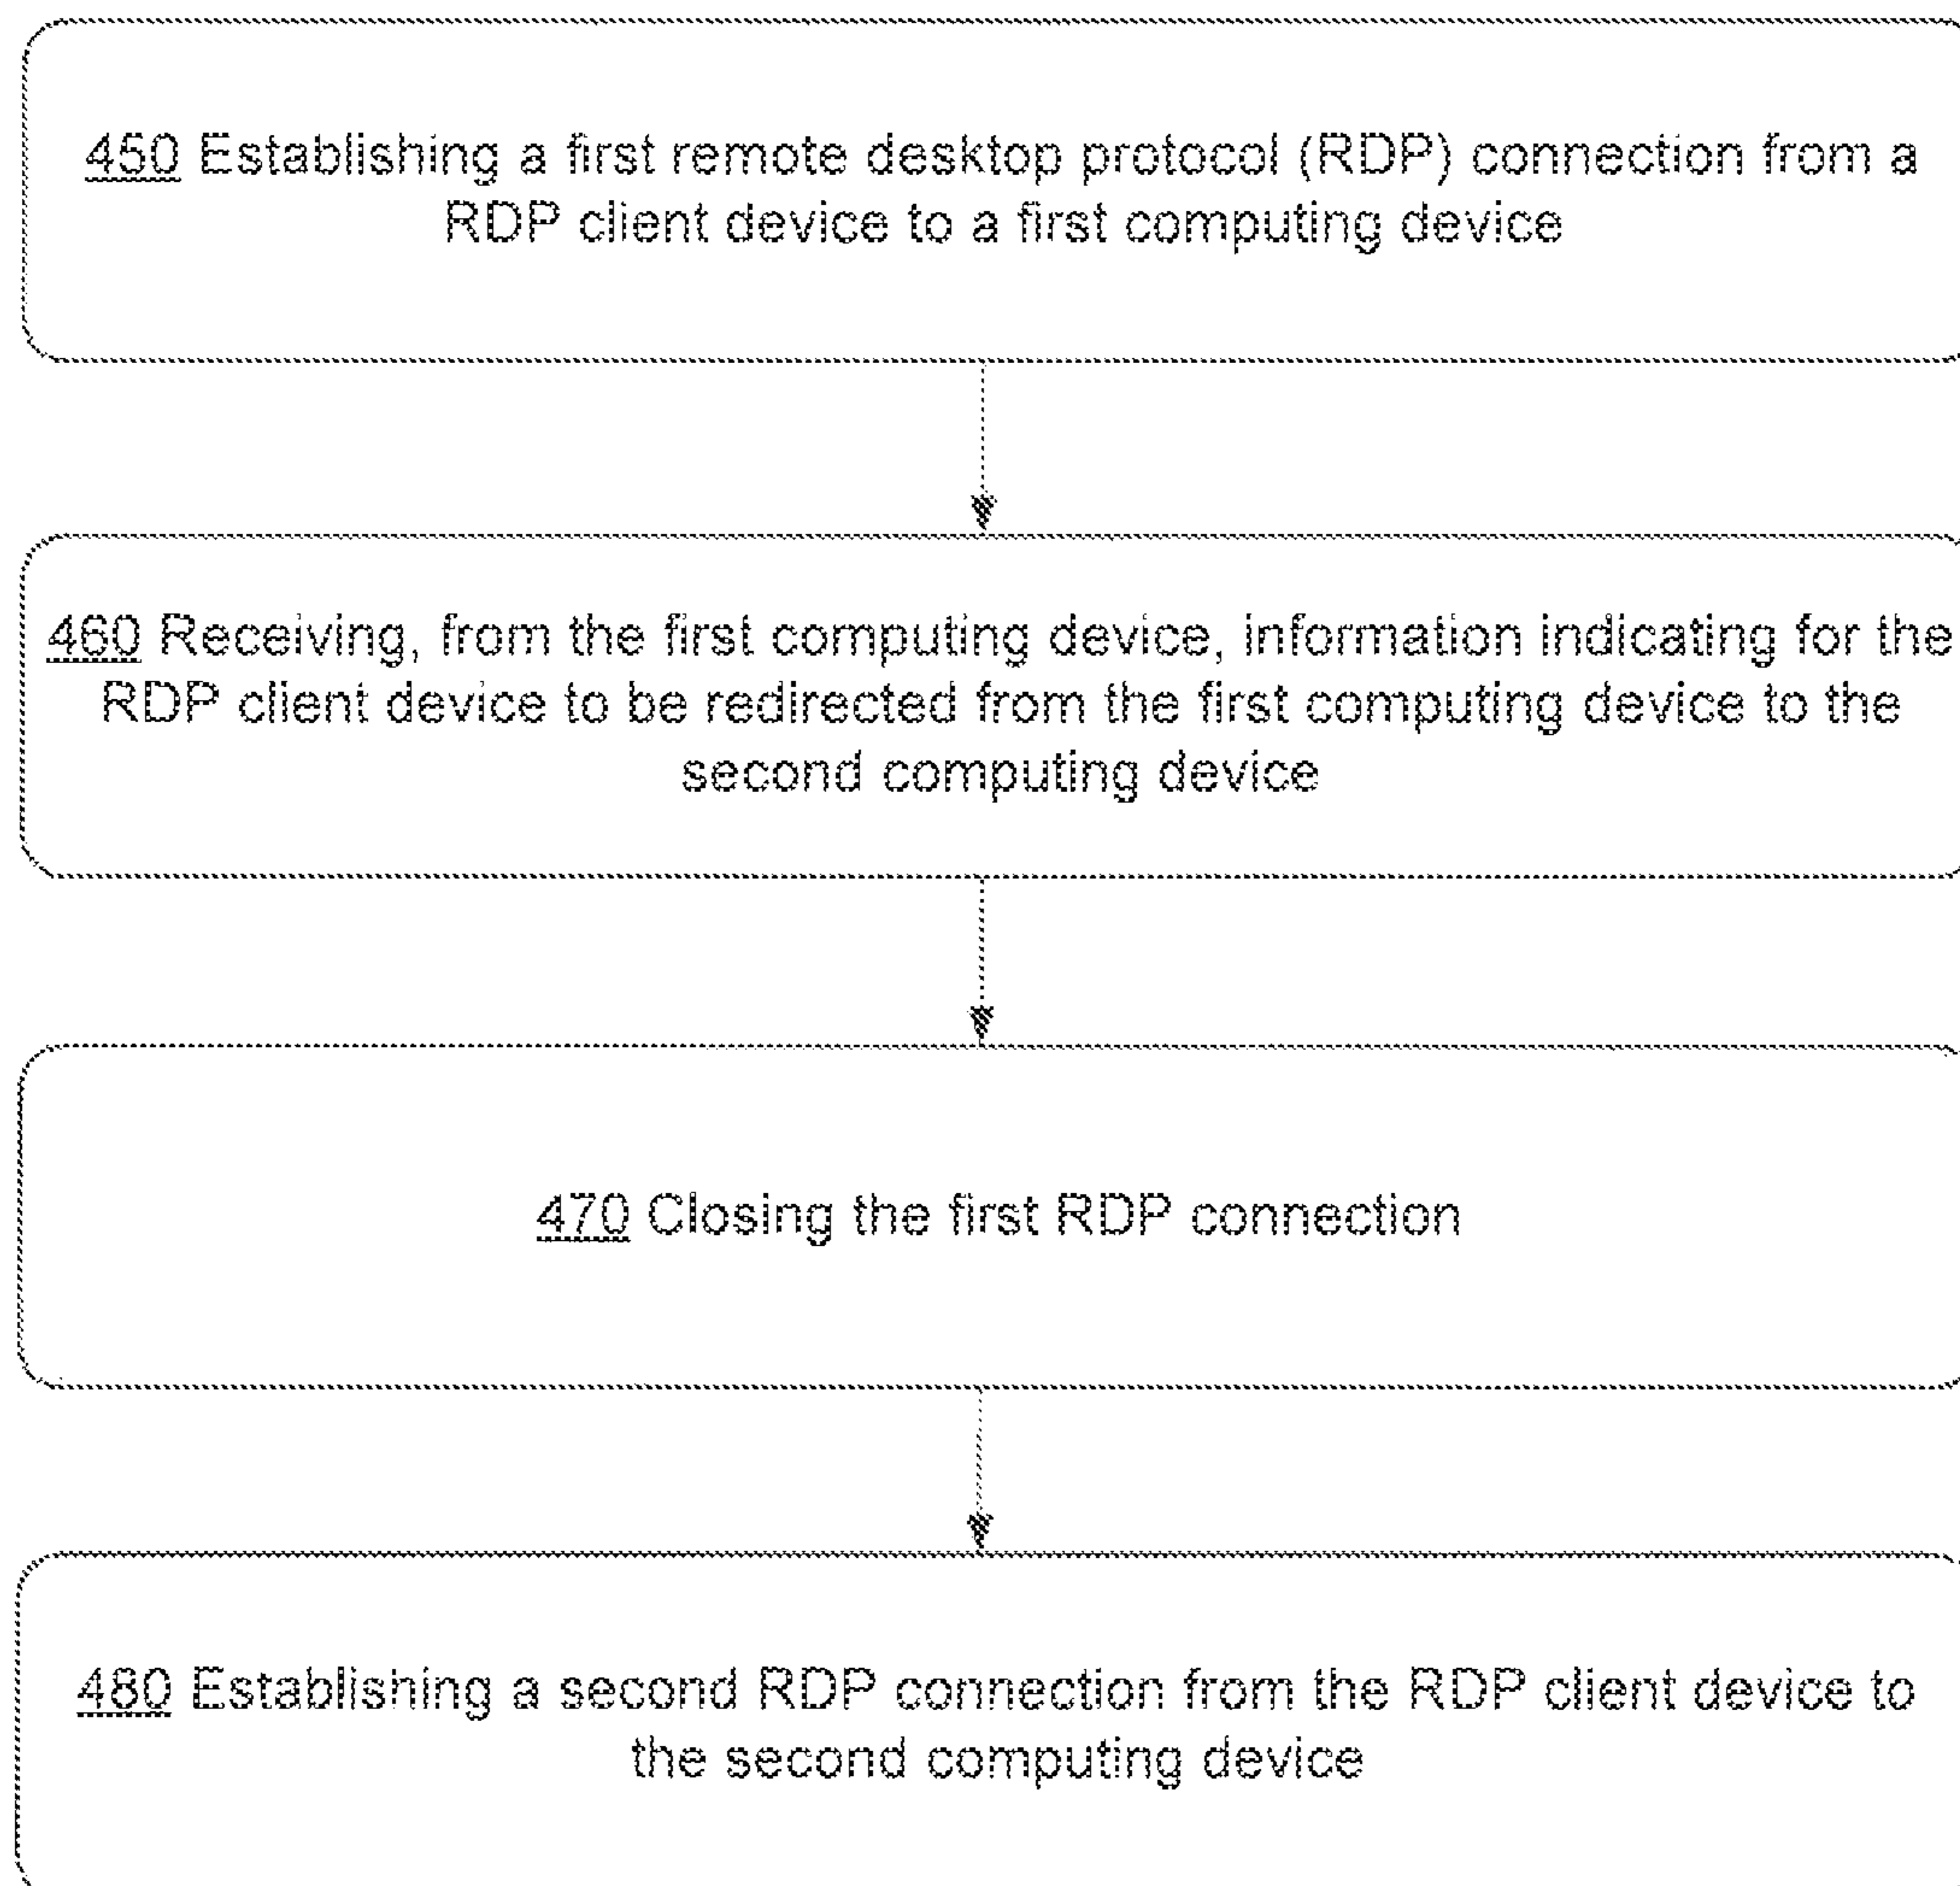 450 Establishing a first remote desktop protocol (RDP) connection from a
RDP client device to a first computing device
460 Receiving, from the first computing device, information indicating for the
RDP client device to be redirected from the first computing device to the
second computing device
470 Closing the first RDP connection
480 Establishing a second RDP connection from the RDP client device to
the second computing device